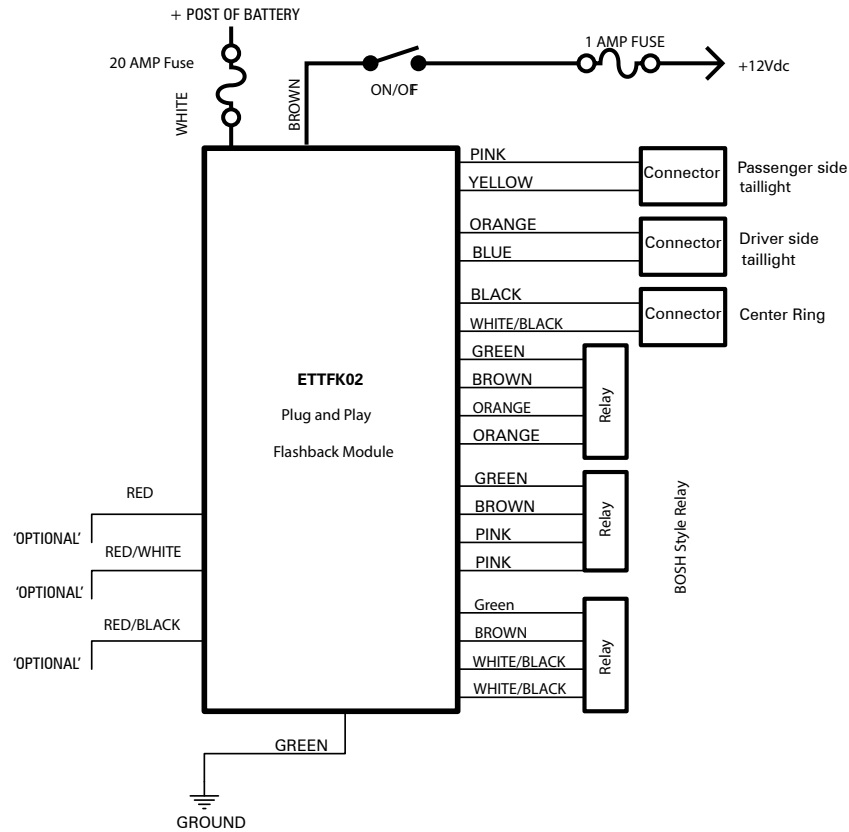 + POST OF BATTERY
20 AMP Fuse
WHITE
BROWN
ON/OFF
1 AMP FUSE
+12Vdc
PINK
YELLOW
Connector
Passenger side
taillight
ORANGE
BLUE
Connector
Driver side
taillight
BLACK
WHITE/BLACK
Connector
Center Ring
GREEN
BROWN
ORANGE
ORANGE
Relay
ETTFK02
Plug and Play
Flashback Module
GREEN
BROWN
PINK
PINK
Relay
BOSH Style Relay
Green
BROWN
WHITE/BLACK
WHITE/BLACK
Relay
RED
'OPTIONAL'
RED/WHITE
'OPTIONAL'
RED/BLACK
'OPTIONAL'
GREEN
GROUND